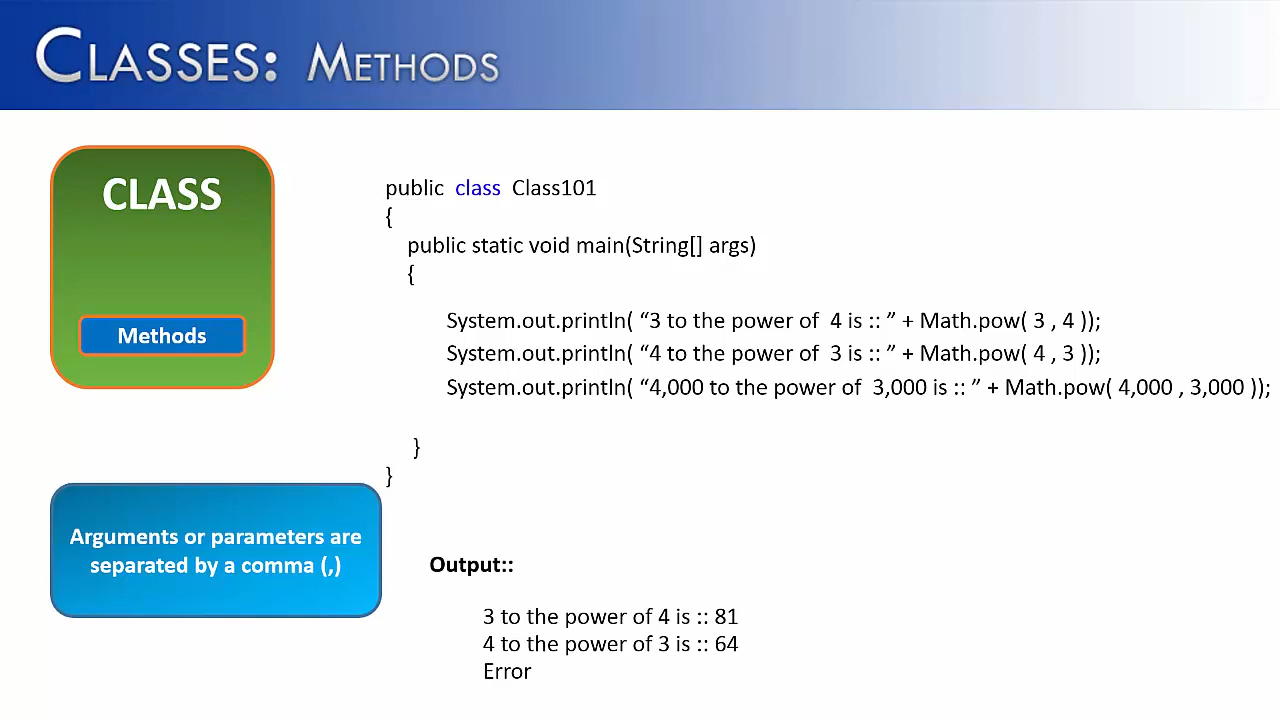 CLASSES: METHODS
CLASS
Methods
public class Class101
{
public static void main(String[] args)
{
System.out.println( “3 to the power of 4 is :: ” + Math.pow( 3 , 4 ));
System.out.println( “4 to the power of 3 is :: ” + Math.pow( 4 , 3 ));
System.out.println( “4,000 to the power of 3,000 is :: ” + Math.pow( 4,000 , 3,000 ));
}
}
Arguments or parameters are
separated by a comma (,)
Output::
3 to the power of 4 is :: 81
4 to the power of 3 is :: 64
Error